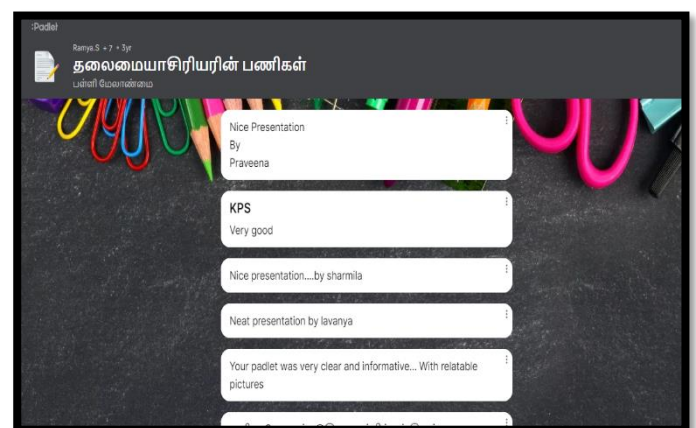 :Padlet
Ramya.S + 7 • 3yr
தலைமையாசிரியரின் பணிகள்
பள்ளி மேலாண்மை
Nice Presentation
By
Praveena
KPS
Very good
Nice presentation....by sharmila
Neat presentation by lavanya
Your padlet was very clear and informative... With relatable
pictures